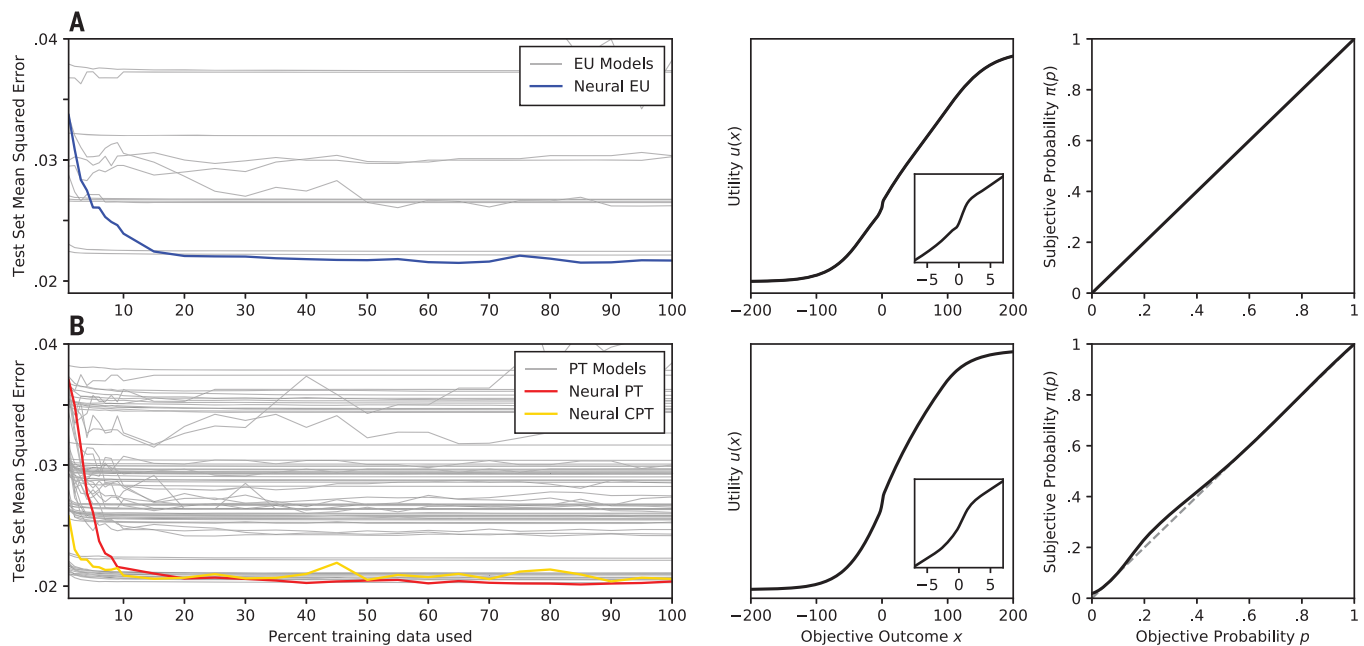 A
.04
.03
.02
Test Set Mean Squared Error
EU Models
Neural EU
10 20 30 40 50 60 70 80 90 100
Utility u(x)
−5 0 5
−200 −100 0 100 200
Subjective Probability π(p)
1
.8
.6
.4
.2
0
0 .2 .4 .6 .8 1
B
.04
.03
.02
Test Set Mean Squared Error
PT Models
Neural PT
Neural CPT
10 20 30 40 50 60 70 80 90 100
Percent training data used
Utility u(x)
−5 0 5
−200 −100 0 100 200
Objective Outcome x
Subjective Probability π(p)
1
.8
.6
.4
.2
0
0 .2 .4 .6 .8 1
Objective Probability p